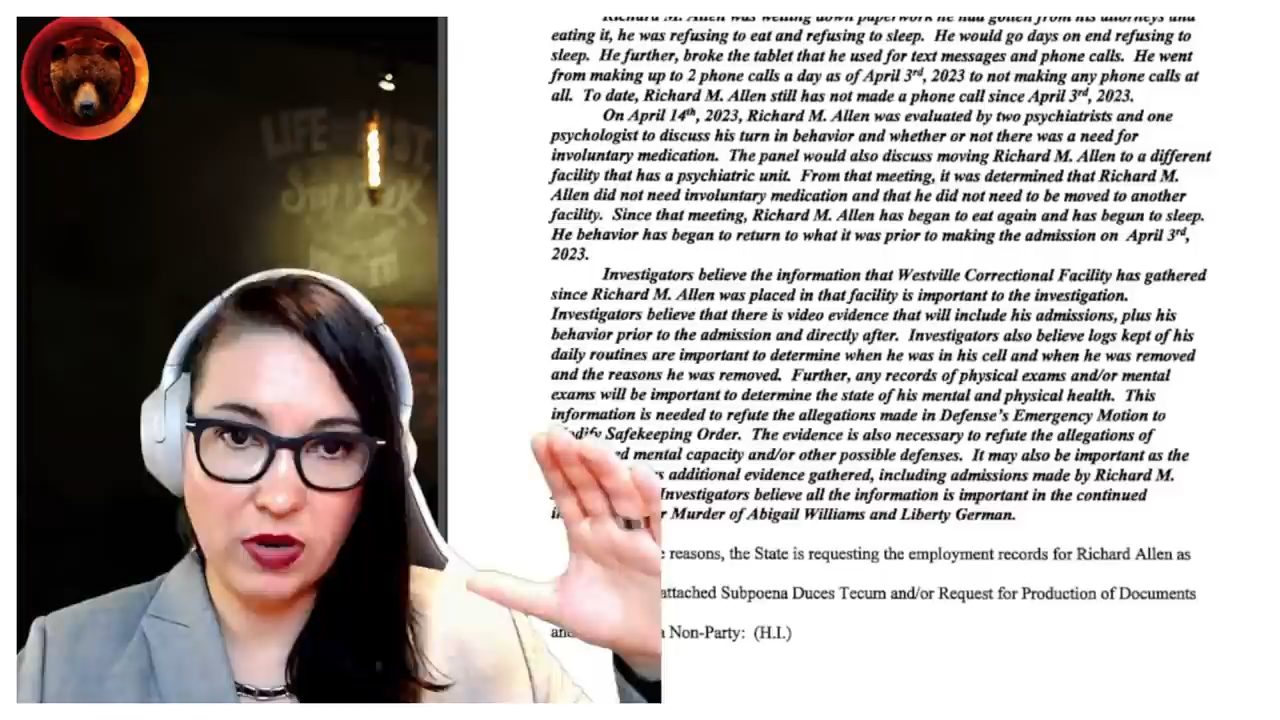 LIFE
Richard M. Allen was wetting down paperwork he had gotten from his attorneys and
eating it, he was refusing to eat and refusing to sleep. He would go days on end refusing to
sleep. He further, broke the tablet that he used for text messages and phone calls. He went
from making up to 2 phone calls a day as of April 3rd, 2023 to not making any phone calls at
all. To date, Richard M. Allen still has not made a phone call since April 3rd, 2023.
On April 14th, 2023, Richard M. Allen was evaluated by two psychiatrists and one
psychologist to discuss his turn in behavior and whether or not there was a need for
involuntary medication. The panel would also discuss moving Richard M. Allen to a different
facility that has a psychiatric unit. From that meeting, it was determined that Richard M.
Allen did not need involuntary medication and that he did not need to be moved to another
facility. Since that meeting, Richard M. Allen has began to eat again and has begun to sleep.
He behavior has began to return to what it was prior to making the admission on April 3rd,
2023.
Investigators believe the information that Westville Correctional Facility has gathered
since Richard M. Allen was placed in that facility is important to the investigation.
Investigators believe that there is video evidence that will include his admissions, plus his
behavior prior to the admission and directly after. Investigators also believe logs kept of his
daily routines are important to determine when he was in his cell and when he was removed
and the reasons he was removed. Further, any records of physical exams and/or mental
exams will be important to determine the state of his mental and physical health. This
information is needed to refute the allegations made in Defense's Emergency Motion to
Safekeeping Order. The evidence is also necessary to refute the allegations of
mental capacity and/or other possible defenses. It may also be important as the
additional evidence gathered, including admissions made by Richard M.
Investigators believe all the information is important in the continued
Murder of Abigail Williams and Liberty German.
reasons, the State is requesting the employment records for Richard Allen as
attached Subpoena Duces Tecum and/or Request for Production of Documents
Non-Party: (H.I.)